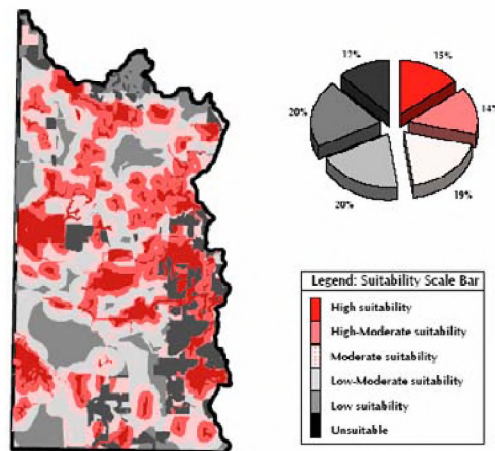 12%
15%
20%
14%
20%
19%
Legend: Suitability Scale Bar
High suitability
High-Moderate suitability
Moderate suitability
Low-Moderate suitability
Low suitability
Unsuitable